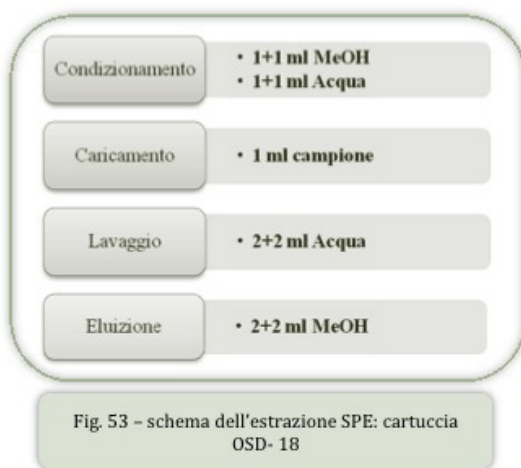 Condizionamento
• 1+1 ml MeOH
• 1+1 ml Acqua
Caricamento
• 1 ml campione
Lavaggio
• 2+2 ml Acqua
Eluizione
• 2+2 ml MeOH
Fig. 53 – schema dell'estrazione SPE: cartuccia
OSD- 18